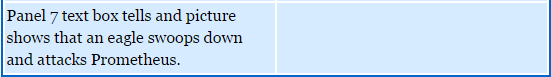 Panel 7 text box tells and picture
shows that an eagle swoops down
and attacks Prometheus.